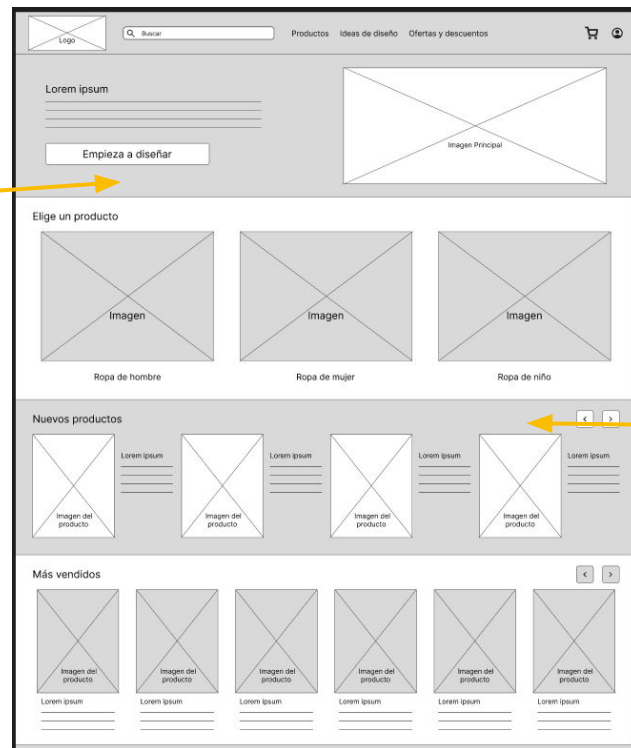 Logo
Buscar
Productos Ideas de diseño Ofertas y descuentos
Lorem ipsum
Empieza a diseñar
Imagen Principal
Elige un producto
Imagen
Imagen
Imagen
Ropa de hombre
Ropa de mujer
Ropa de niño
Nuevos productos
Lorem ipsum
Lorem ipsum
Lorem ipsum
Lorem ipsum
Imagen del
producto
Imagen del
producto
Imagen del
producto
Imagen del
producto
Más vendidos
Imagen del
producto
Imagen del
producto
Imagen del
producto
Imagen del
producto
Imagen del
producto
Imagen del
producto
Lorem ipsum
Lorem ipsum
Lorem ipsum
Lorem ipsum
Lorem ipsum
Lorem ipsum